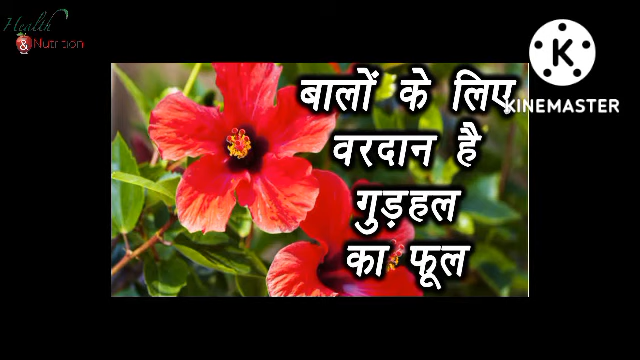 Health
& Nutrition
K
KINEMASTER
बालों के लिए
वरदान है
गुड़हल
का फूल